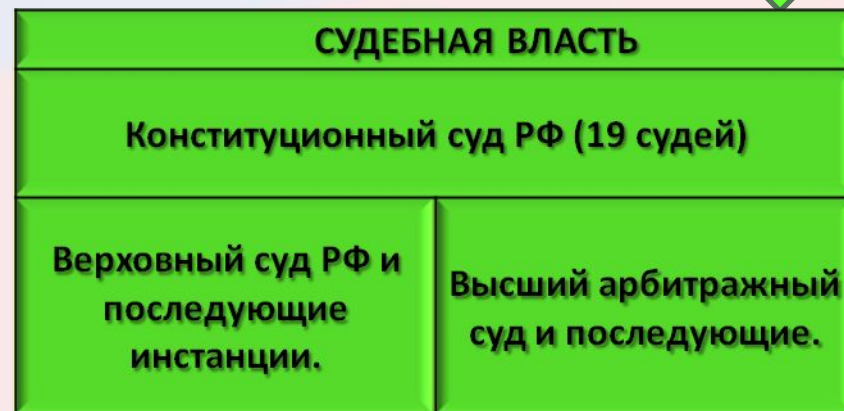 СУДЕБНАЯ ВЛАСТЬ
Конституционный суд РФ (19 судей)
Верховный суд РФ и
последующие
инстанции.
Высший арбитражный
суд и последующие.